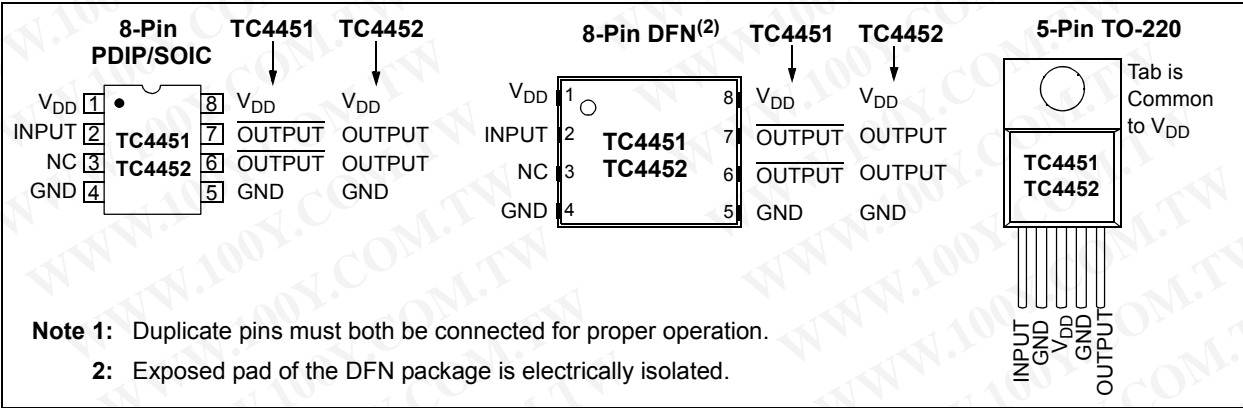 8-Pin PDIP/SOIC
TC4451
TC4452
VDD 1
INPUT 2
NC 3
GND 4
TC4451
TC4452
8 VDD VDD
7 OUTPUT OUTPUT
6 OUTPUT OUTPUT
5 GND GND
8-Pin DFN(2)
TC4451
TC4452
VDD 1
INPUT 2
NC 3
GND 4
TC4451
TC4452
8 VDD VDD
7 OUTPUT OUTPUT
6 OUTPUT OUTPUT
5 GND GND
5-Pin TO-220
Tab is
Common
to VDD
TC4451
TC4452
INPUT
GND
VDD
GND
OUTPUT
Note 1: Duplicate pins must both be connected for proper operation.
2: Exposed pad of the DFN package is electrically isolated.
WWW.100Y.COM.TW